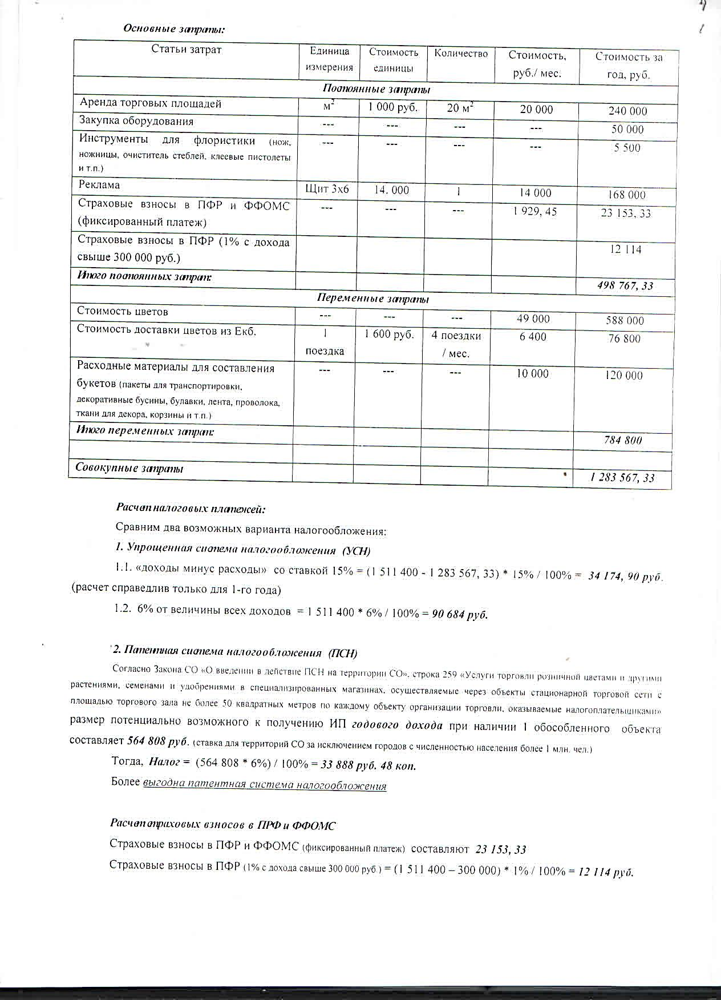 Основные затраты:
Статьи затрат Единица измерения Стоимость единицы Количество Стоимость, руб./ мес. Стоимость за год, руб.
Постоянные затраты
Аренда торговых площадей м² 1 000 руб. 20 м² 20 000 240 000
Закупка оборудования --- --- --- --- 50 000
Инструменты для флористики (нож, --- --- --- --- 5 500
ножницы, очиститель стеблей, клеевые пистолеты
и т.п.)
Реклама Щит 3х6 14. 000 1 14 000 168 000
Страховые взносы в ПФР и ФФОМС --- --- --- 1 929, 45 23 153, 33
(фиксированный платеж)
Страховые взносы в ПФР (1% с дохода 12 114
свыше 300 000 руб.)
Итого постоянных затрат: 498 767, 33
Переменные затраты
Стоимость цветов --- --- --- 49 000 588 000
Стоимость доставки цветов из Екб. 1 поездка 1 600 руб. 4 поездки / мес. 6 400 76 800
Расходные материалы для составления --- --- --- 10 000 120 000
букетов (пакеты для транспортировки,
декоративные бусины, булавки, лента, проволока,
ткани для декора, корзины и т.п.)
Итого переменных затрат: 784 800
Совокупные затраты 1 283 567, 33
Расчет налоговых платежей:
Сравним два возможных варианта налогообложения:
1. Упрощенная система налогообложения (УСН)
1.1. «доходы минус расходы» со ставкой 15% = (1 511 400 - 1 283 567, 33) * 15% / 100% = 34 174, 90 руб.
(расчет справедлив только для 1-го года)
1.2. 6% от величины всех доходов = 1 511 400 * 6% / 100% = 90 684 руб.
2. Патентная система налогообложения (ПСН)
Согласно Закона СО «О введении в действие ПСН на территории СО», строка 259 «Услуги торговли розничной цветами и другими
растениями, семенами и удобрениями в специализированных магазинах, осуществляемые через объекты стационарной торговой сети с
площадью торгового зала не более 50 квадратных метров по каждому объекту организации торговли, оказываемые налогоплательщиками»
размер потенциально возможного к получению ИП годового дохода при наличии 1 обособленного объекта
составляет 564 808 руб. (ставка для территорий СО за исключением городов с численностью населения более 1 млн. чел.)
Тогда, Налог = (564 808 * 6%) / 100% = 33 888 руб. 48 коп.
Более выгодна патентная система налогообложения
Расчет страховых взносов в ПРФ и ФФОМС
Страховые взносы в ПФР и ФФОМС (фиксированный платеж) составляют 23 153, 33
Страховые взносы в ПФР (1% с дохода свыше 300 000 руб.) = (1 511 400 – 300 000) * 1% / 100% = 12 114 руб.